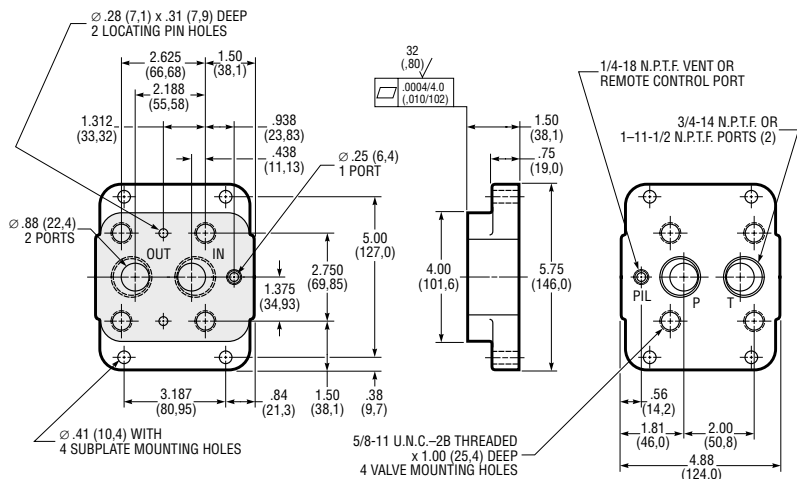 Ø .28 (7,1) x .31 (7,9) DEEP
2 LOCATING PIN HOLES
2.625
(66,68)
1.50
(38,1)
2.188
(55,58)
1.312
(33,32)
.938
(23,83)
.438
(11,13)
Ø .25 (6,4)
1 PORT
Ø .88 (22,4)
2 PORTS
OUT
IN
5.00
(127,0)
2.750
(69,85)
1.375
(34,93)
3.187
(80,95)
.84
(21,3)
1.50
(38,1)
.38
(9,7)
Ø .41 (10,4) WITH
4 SUBPLATE MOUNTING HOLES
32
(,80)
.0004/4.0
(,010/102)
1.50
(38,1)
.75
(19,0)
4.00
(101,6)
5.75
(146,0)
1/4-18 N.P.T.F. VENT OR
REMOTE CONTROL PORT
3/4-14 N.P.T.F. OR
1–11-1/2 N.P.T.F. PORTS (2)
PIL
P
T
.56
(14,2)
1.81
(46,0)
2.00
(50,8)
4.88
(124,0)
5/8-11 U.N.C.–2B THREADED
x 1.00 (25,4) DEEP
4 VALVE MOUNTING HOLES